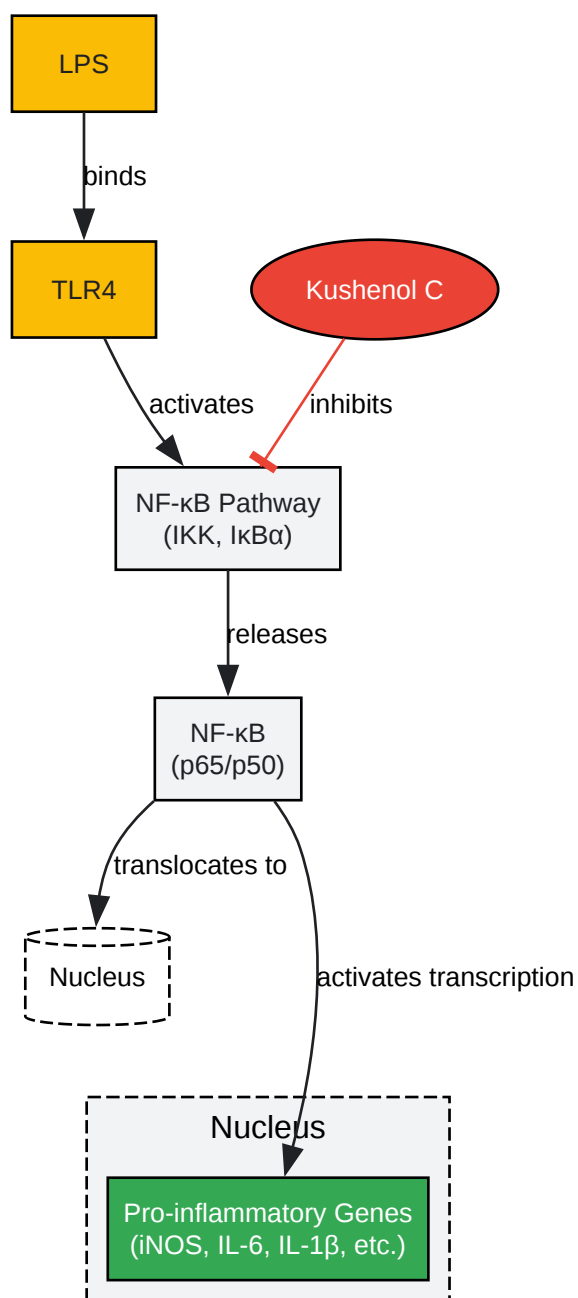 LPS
binds
TLR4
Kushenol C
activates
inhibits
NF-κB Pathway
(IKK, IκBα)
releases
NF-κB
(p65/p50)
translocates to
Nucleus
activates transcription
Nucleus
Pro-inflammatory Genes
(iNOS, IL-6, IL-1β, etc.)